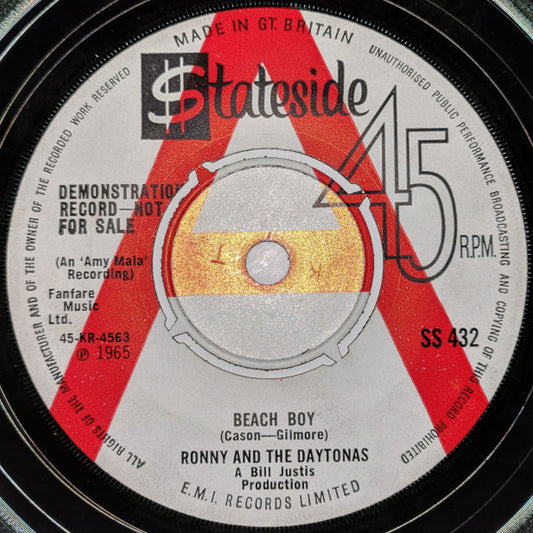 MADE IN GT. BRITAIN
$tateside
45
R.P.M.
DEMONSTRATION
RECORD—NOT
FOR SALE
(An 'Amy Mala'
Recording)
Fanfare
Music
Ltd.
45-KR-4563
℗ 1965
SS 432
BEACH BOY
(Cason—Gilmore)
RONNY AND THE DAYTONAS
A Bill Justis
Production
E.M.I. RECORDS LIMITED
ALL RIGHTS OF THE MANUFACTURER AND OF THE OWNER OF THE RECORDED WORK RESERVED
UNAUTHORISED PUBLIC PERFORMANCE BROADCASTING AND COPYING OF THIS RECORD PROHIBITED